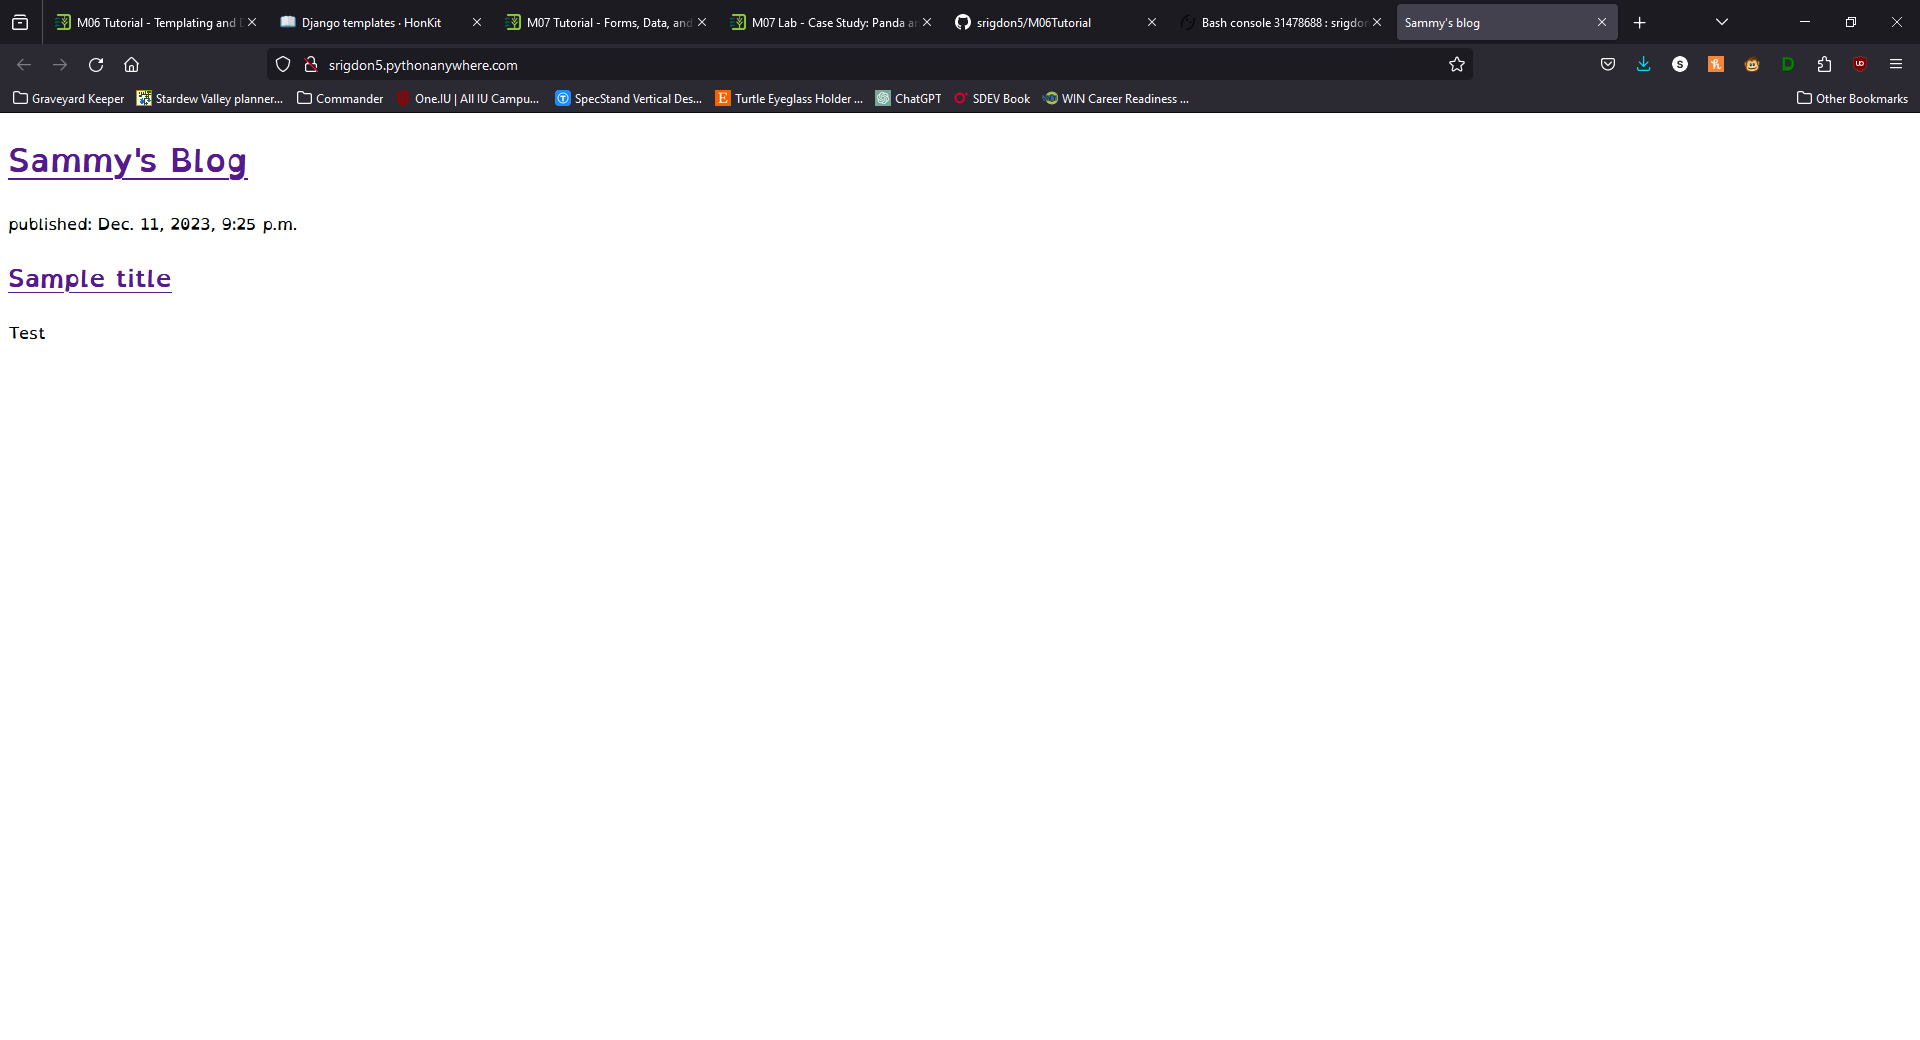 M06 Tutorial - Templating and
Django templates · HonKit
M07 Tutorial - Forms, Data, and
M07 Lab - Case Study: Panda
srigdon5/M06Tutorial
Bash console 31478688 : srigdon
Sammy's blog
srigdon5.pythonanywhere.com
S
D
UD
Graveyard Keeper
Stardew Valley planner...
Commander
One.IU | All IU Campu...
SpecStand Vertical Des...
E
Turtle Eyeglass Holder ...
ChatGPT
SDEV Book
WIN Career Readiness ...
Other Bookmarks
Sammy's Blog
published: Dec. 11, 2023, 9:25 p.m.
Sample title
Test